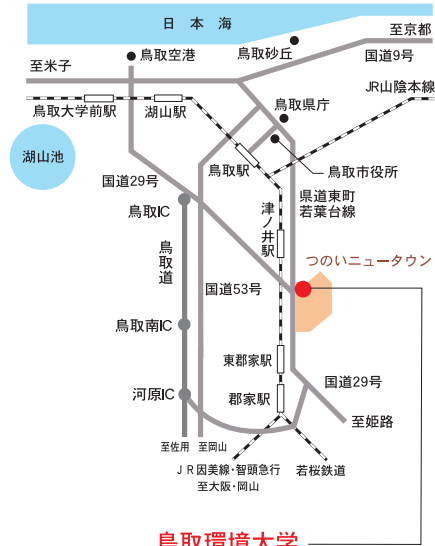 日本海
至京都
鳥取空港
鳥取砂丘
国道9号
至米子
JR山陰本線
鳥取大学前駅
湖山駅
鳥取県庁
湖山池
鳥取駅
鳥取市役所
国道29号
県道東町
若葉台線
鳥取IC
津ノ井駅
鳥取道
つのいニュータウン
国道53号
鳥取南IC
東郡家駅
国道29号
河原IC
郡家駅
至姫路
至佐用
至岡山
JR因美線・智頭急行
至大阪・岡山
若桜鉄道
鳥取環境大学